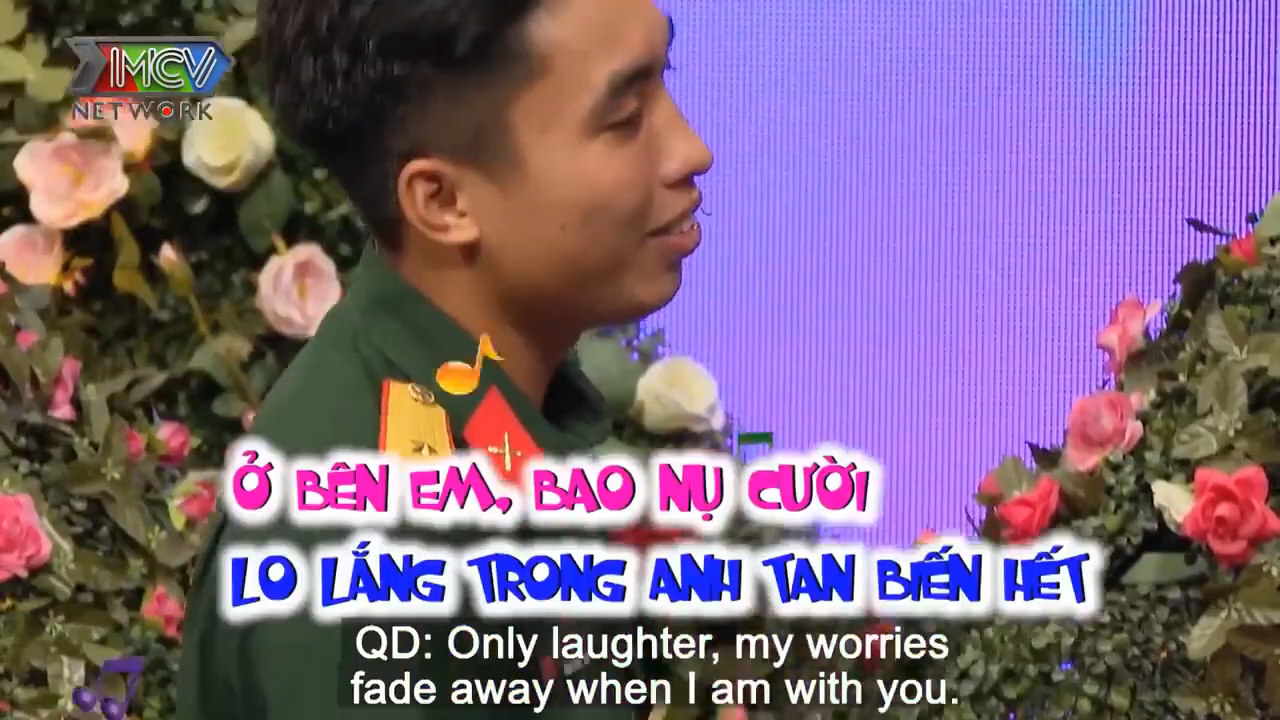 MCV
NETWORK
Ở BÊN EM, BAO NỤ CƯỜI
LO LẮNG TRONG ANH TAN BIẾN HẾT
QD: Only laughter, my worries
fade away when I am with you.